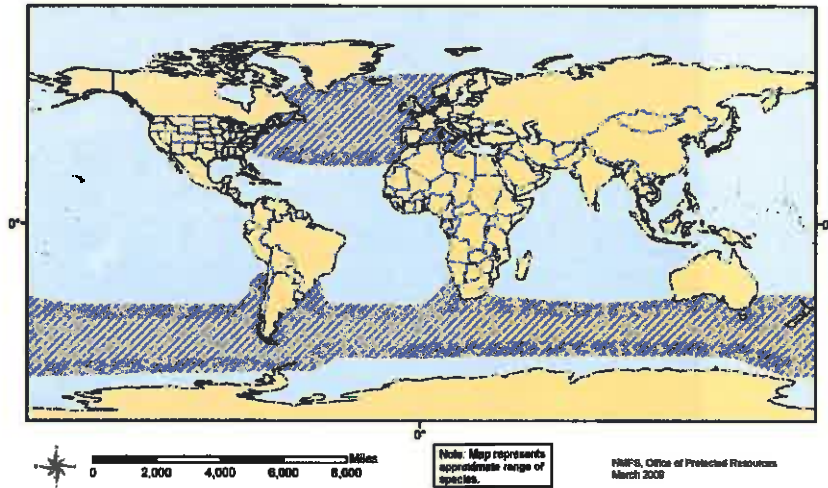 0°
0°
0°
Miles
0 2,000 4,000 6,000 8,000
Note: Map represents
approximate range of
species.
NMFS, Office of Protected Resources
March 2009